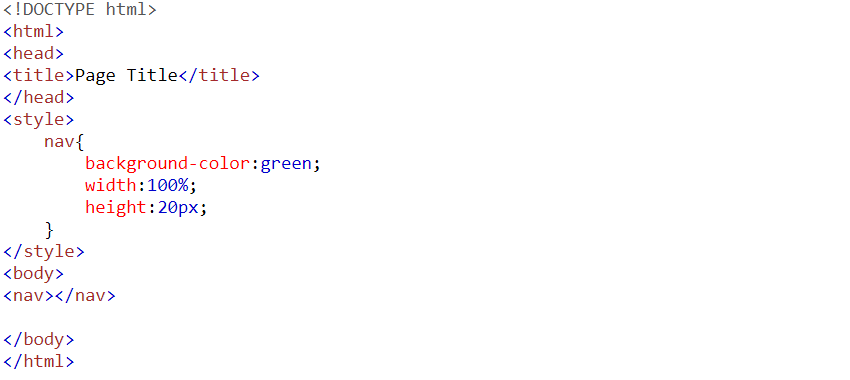 <!DOCTYPE html>
<html>
<head>
<title>Page Title</title>
</head>
<style>
    nav{
        background-color:green;
        width:100%;
        height:20px;
    }
</style>
<body>
<nav></nav>

</body>
</html>